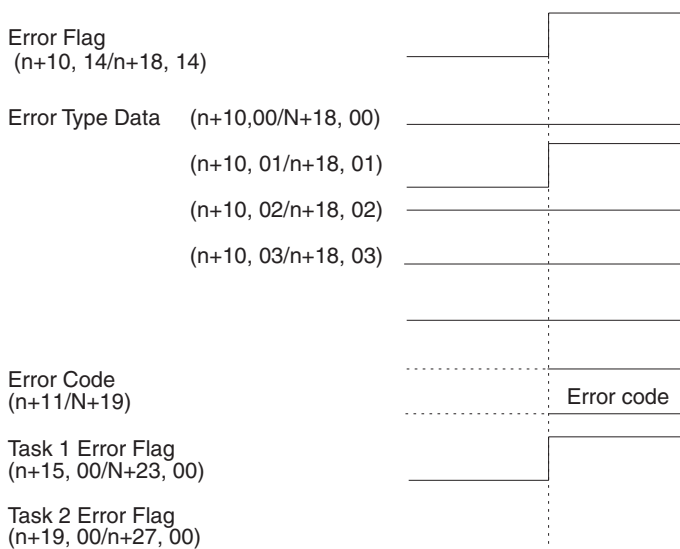 Error Flag
(n+10, 14/n+18, 14)
Error Type Data (n+10,00/N+18, 00)
(n+10, 01/n+18, 01)
(n+10, 02/n+18, 02)
(n+10, 03/n+18, 03)
Error Code
(n+11/N+19)
Error code
Task 1 Error Flag
(n+15, 00/N+23, 00)
Task 2 Error Flag
(n+19, 00/n+27, 00)